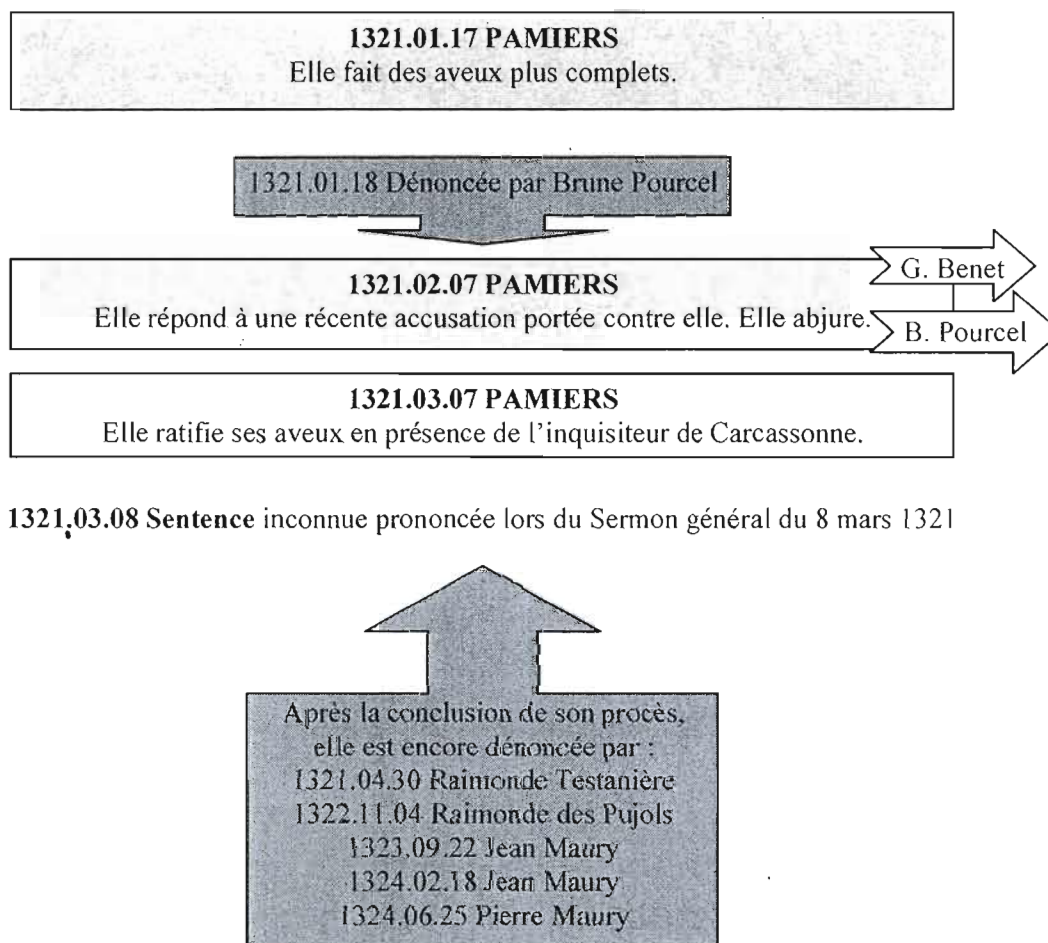 1321.01.17 PAMIERS
Elle fait des aveux plus complets.
1321.01.18 Dénoncée par Brune Pourcel
1321.02.07 PAMIERS
Elle répond à une récente accusation portée contre elle. Elle abjure.
G. Benet
B. Pourcel
1321.03.07 PAMIERS
Elle ratifie ses aveux en présence de l'inquisiteur de Carcassonne.
1321.03.08 Sentence inconnue prononcée lors du Sermon général du 8 mars 1321
Après la conclusion de son procès,
elle est encore dénoncée par :
1321.04.30 Raimonde Testanière
1322.11.04 Raimonde des Pujols
1323.09.22 Jean Maury
1324.02.18 Jean Maury
1324.06.25 Pierre Maury